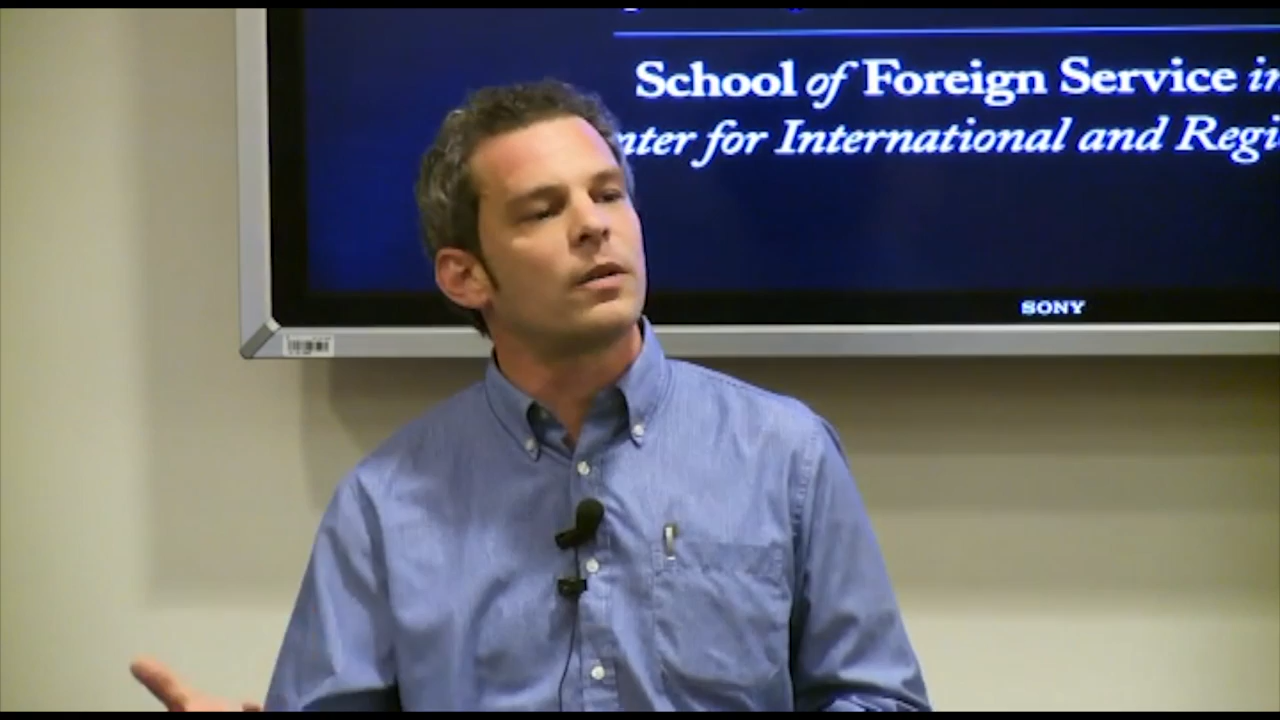 School of Foreign Service in
nter for International and Regi
SONY